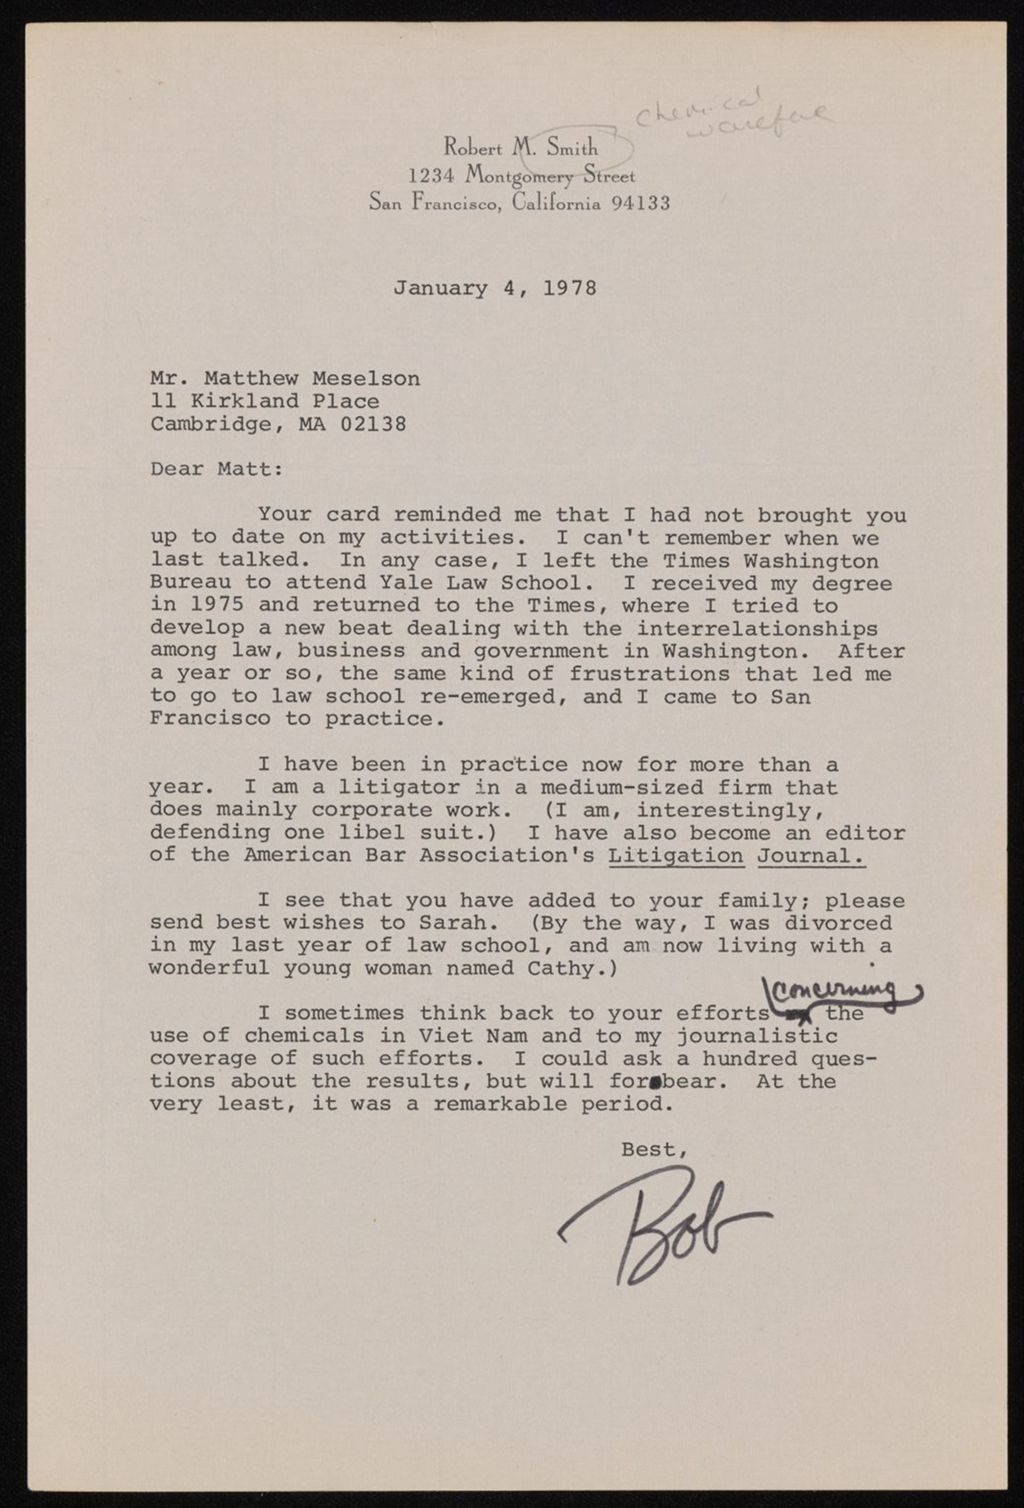 chemical
warefare
Robert M. Smith
1234 Montgomery Street
San Francisco, California 94133
January 4, 1978
Mr. Matthew Meselson
11 Kirkland Place
Cambridge, MA 02138
Dear Matt:
Your card reminded me that I had not brought you
up to date on my activities. I can't remember when we
last talked. In any case, I left the Times Washington
Bureau to attend Yale Law School. I received my degree
in 1975 and returned to the Times, where I tried to
develop a new beat dealing with the interrelationships
among law, business and government in Washington. After
a year or so, the same kind of frustrations that led me
to go to law school re-emerged, and I came to San
Francisco to practice.
I have been in practice now for more than a
year. I am a litigator in a medium-sized firm that
does mainly corporate work. (I am, interestingly,
defending one libel suit.) I have also become an editor
of the American Bar Association's Litigation Journal.
I see that you have added to your family; please
send best wishes to Sarah. (By the way, I was divorced
in my last year of law school, and am now living with a
wonderful young woman named Cathy.)
concerning
I sometimes think back to your efforts the
use of chemicals in Viet Nam and to my journalistic
coverage of such efforts. I could ask a hundred ques-
tions about the results, but will forbear. At the
very least, it was a remarkable period.
Best,
Bob